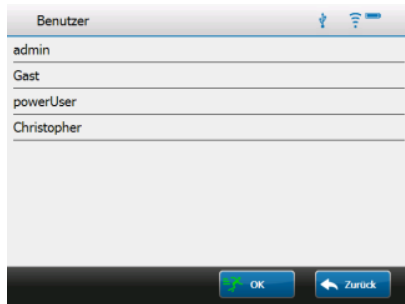 Benutzer
admin
Gast
powerUser
Christopher
OK
Zurück